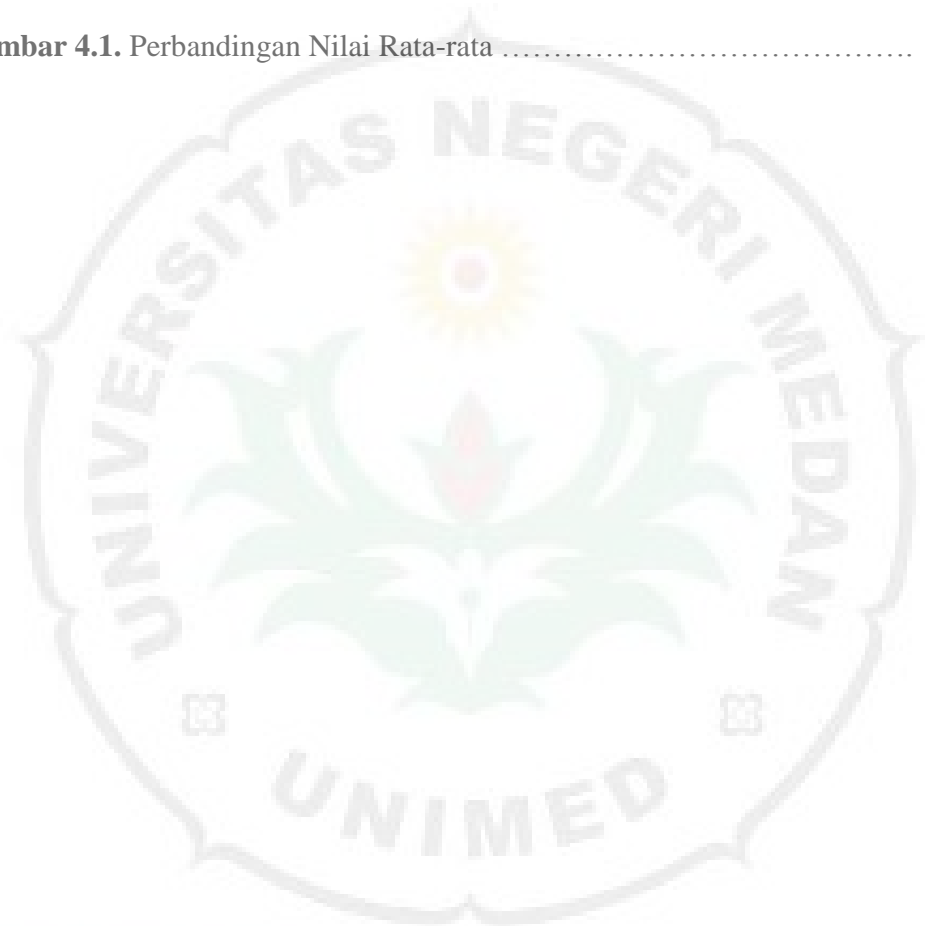 mbar 4.1. Perbandingan Nilai Rata-rata ………………………………….
UNIVERSITAS NEGERI MEDAN
UNIMED